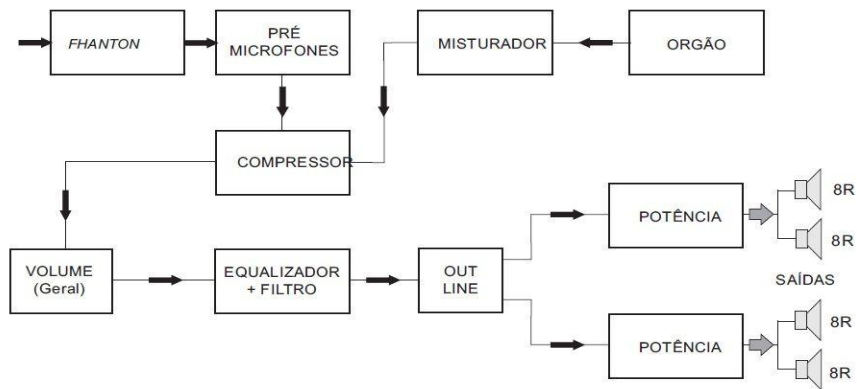 FHANTON
PRÉ
MICROFONES
MISTURADOR
ORGÃO
COMPRESSOR
VOLUME
(Geral)
EQUALIZADOR
+ FILTRO
OUT
LINE
POTÊNCIA
8R
8R
SAÍDAS
POTÊNCIA
8R
8R